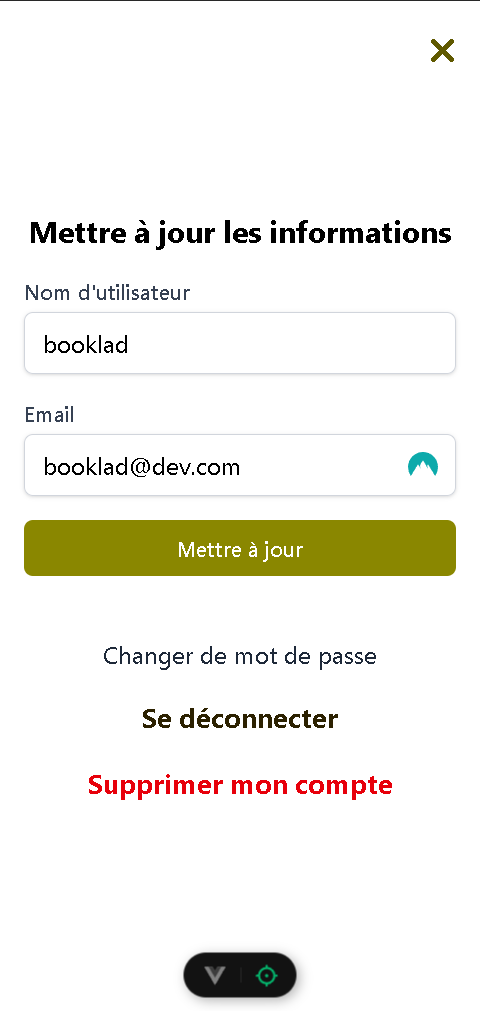 Mettre à jour les informations
Nom d'utilisateur
booklad
Email
booklad@dev.com
Mettre à jour
Changer de mot de passe
Se déconnecter
Supprimer mon compte